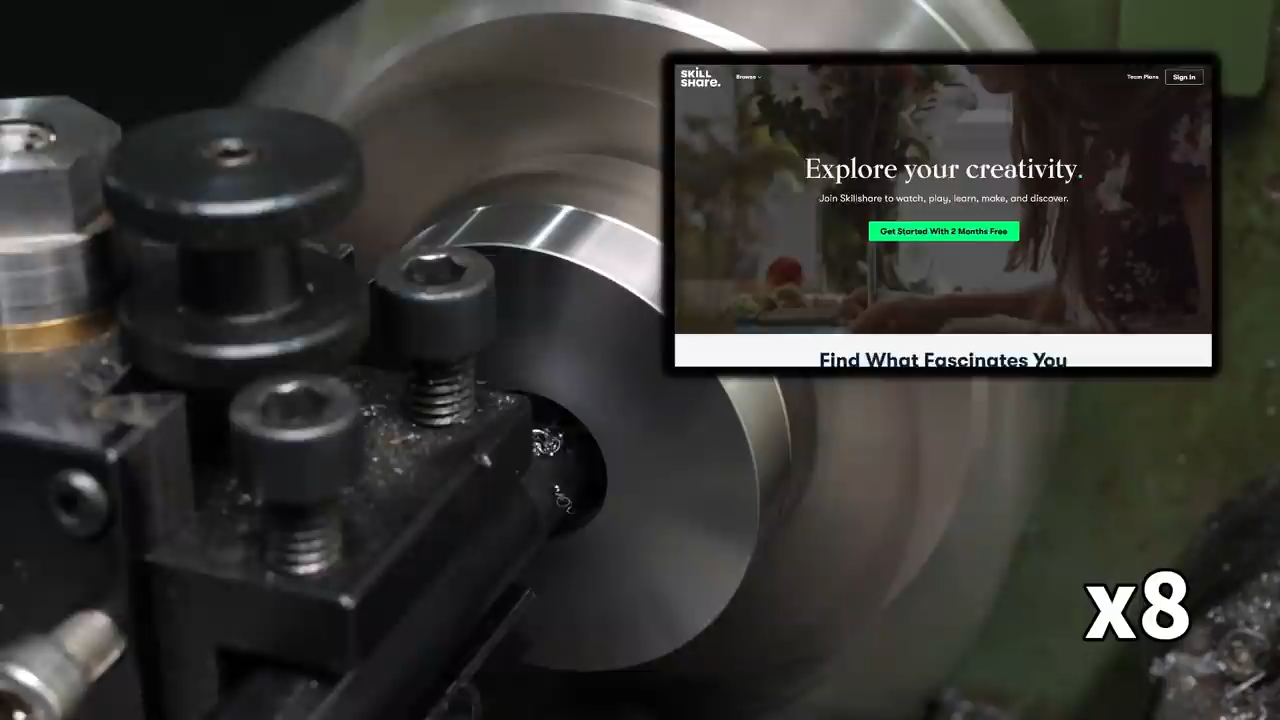 SKiLL
SHare.
Browse
Team Plans
Sign In
Explore your creativity.
Join Skillshare to watch, play, learn, make, and discover.
Get Started With 2 Months Free
Find What Fascinates You
x8